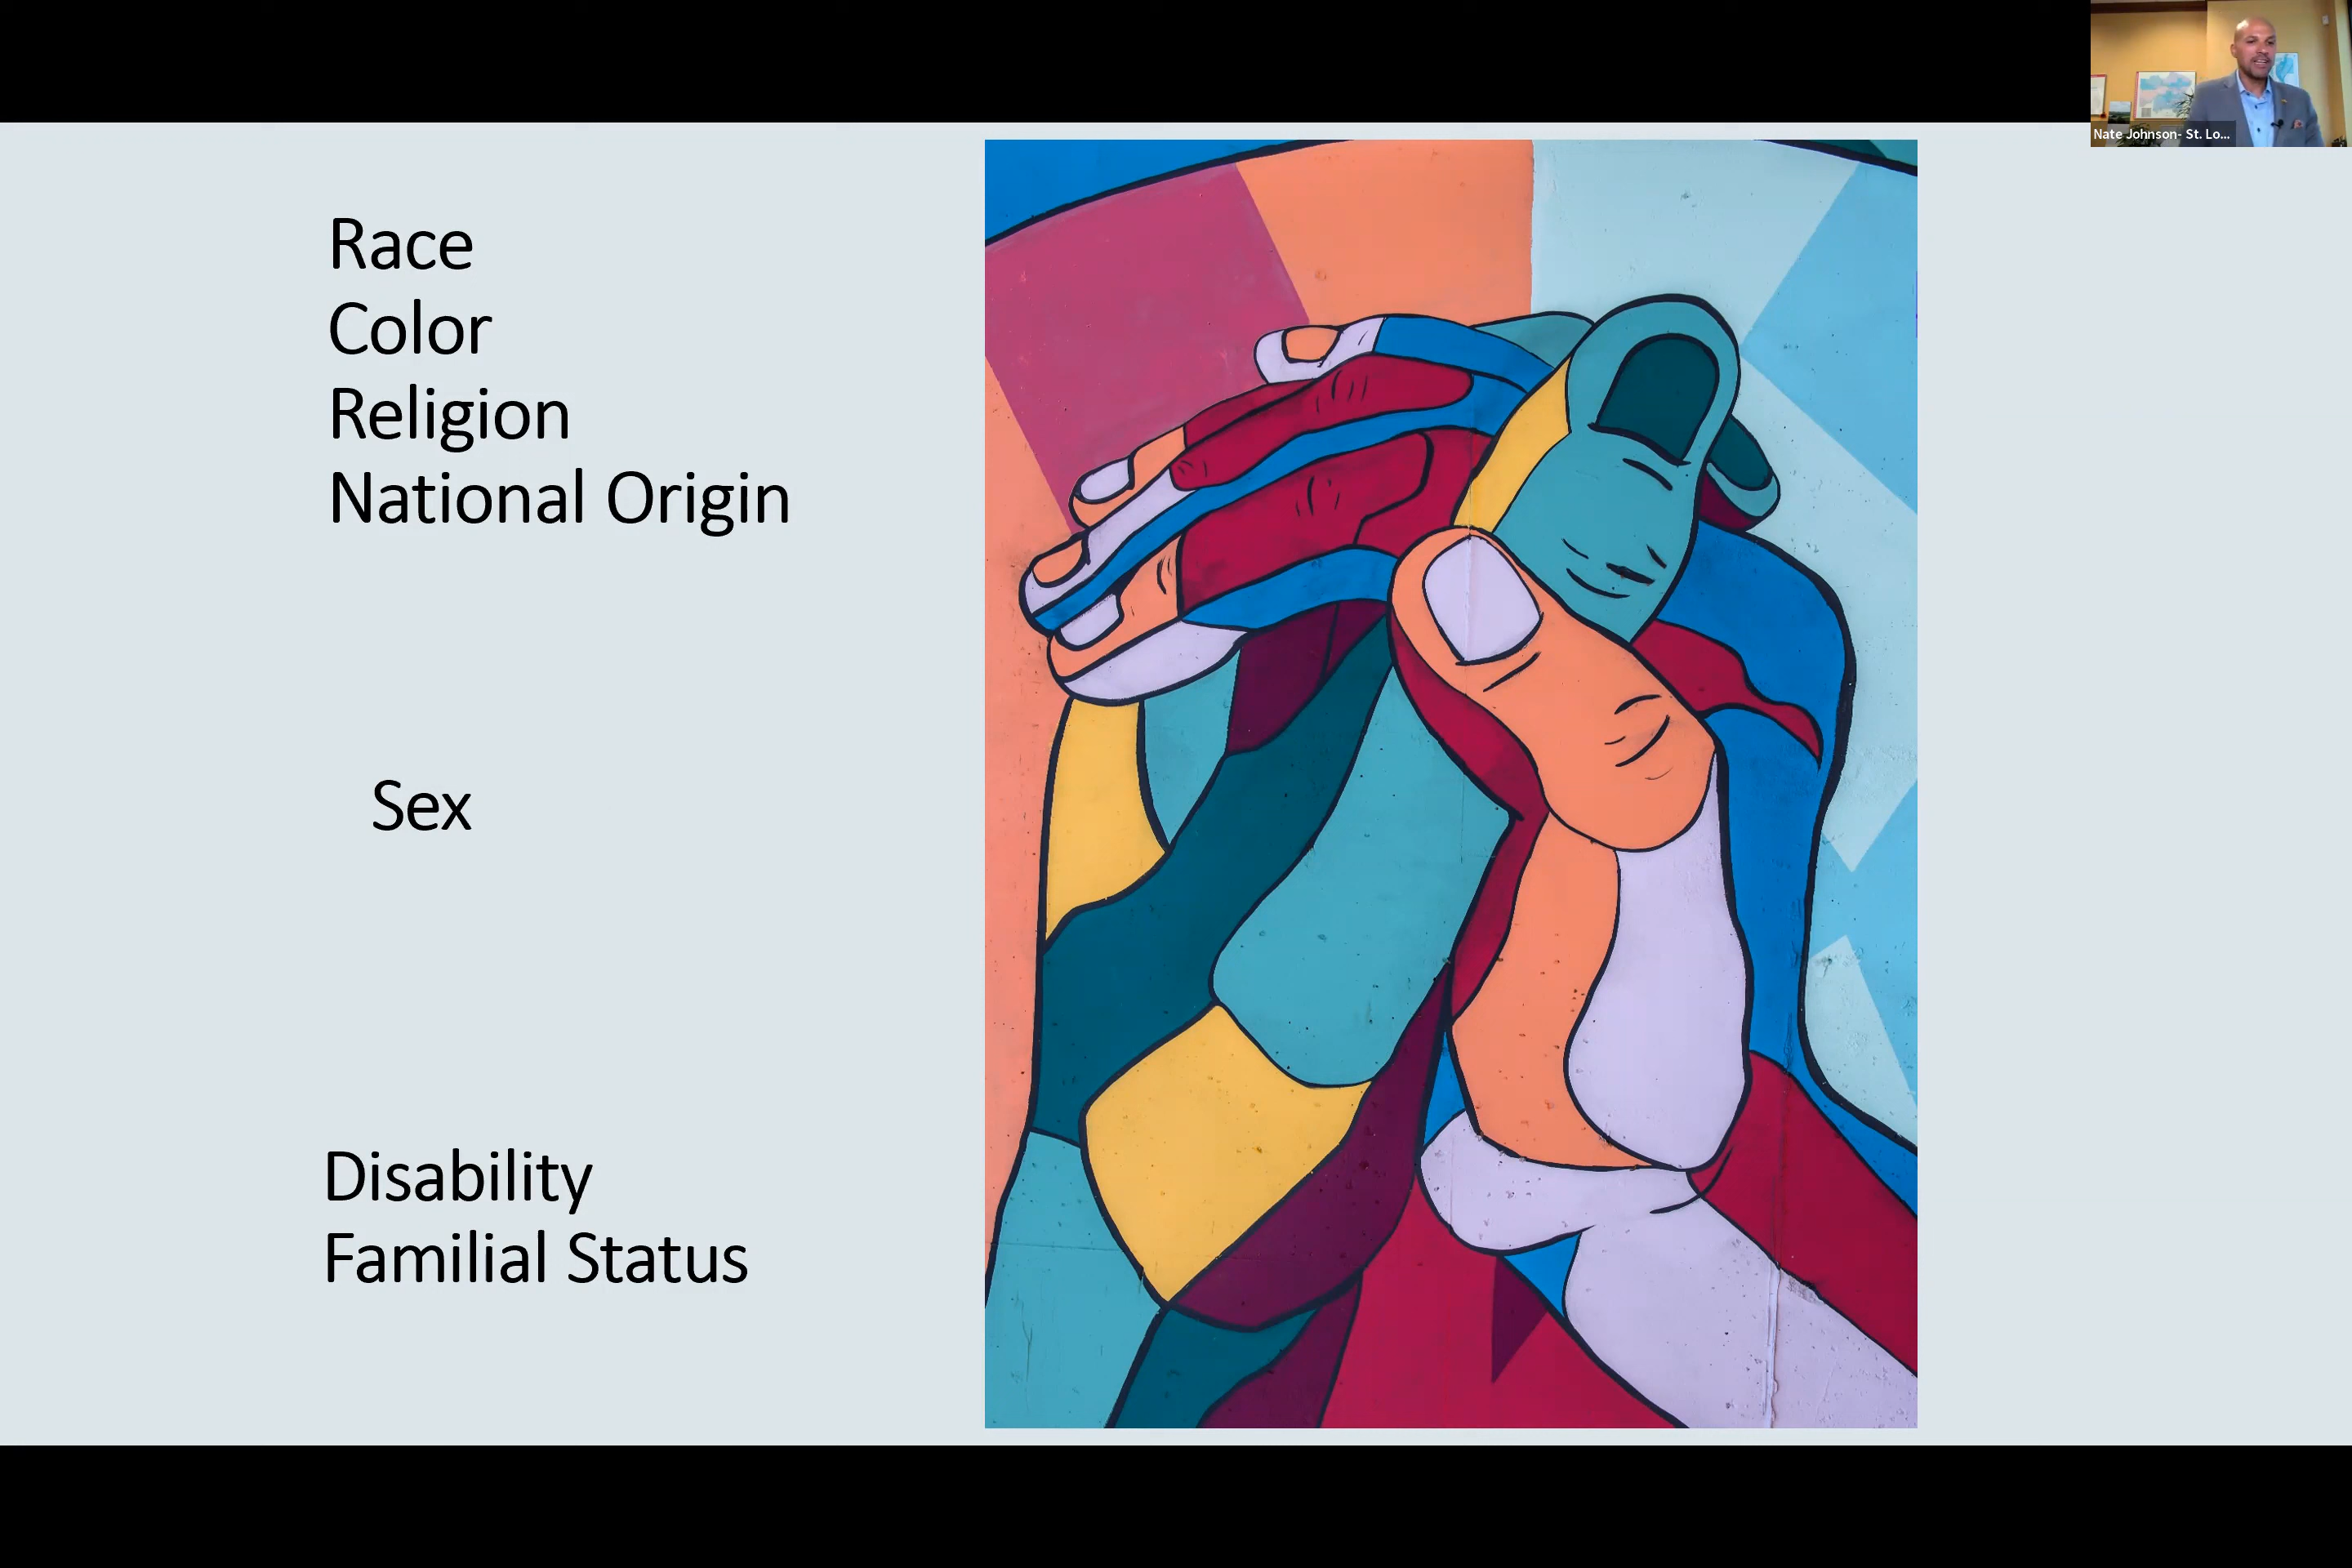 Nate Johnson- St. Lo...
Race
Color
Religion
National Origin
Sex
Disability
Familial Status